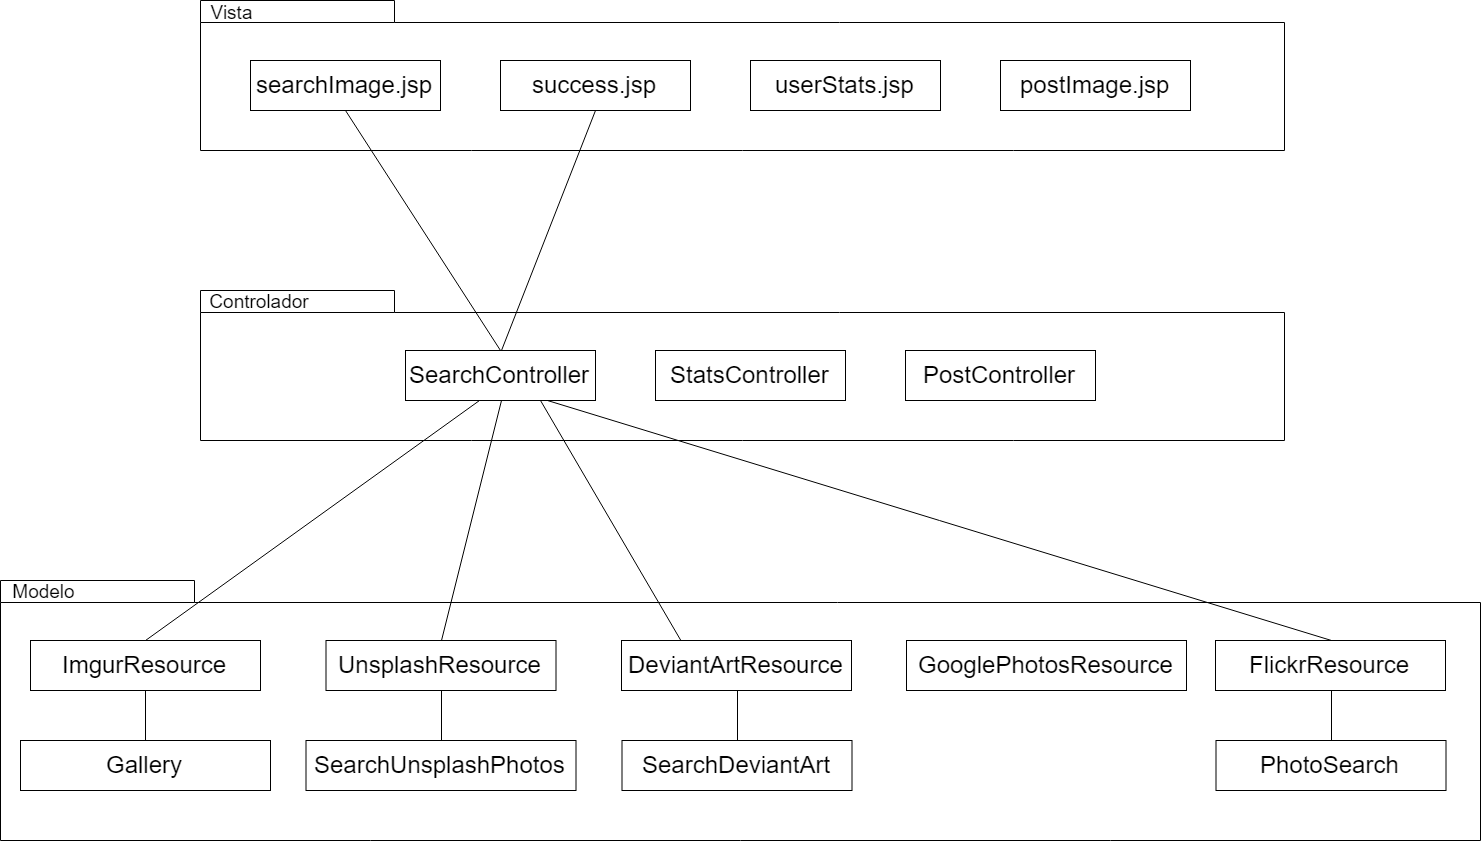 Vista
searchImage.jsp
success.jsp
userStats.jsp
postImage.jsp
Controlador
SearchController
StatsController
PostController
Modelo
ImgurResource
UnsplashResource
DeviantArtResource
GooglePhotosResource
FlickrResource
Gallery
SearchUnsplashPhotos
SearchDeviantArt
PhotoSearch